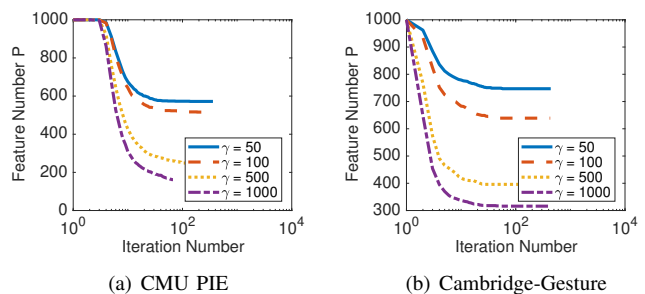 1000
800
600
400
200
0
Feature Number P
γ = 50
γ = 100
γ = 500
γ = 1000
10^0
10^2
10^4
Iteration Number
(a) CMU PIE
1000
900
800
700
600
500
400
300
Feature Number P
γ = 50
γ = 100
γ = 500
γ = 1000
10^0
10^2
10^4
Iteration Number
(b) Cambridge-Gesture